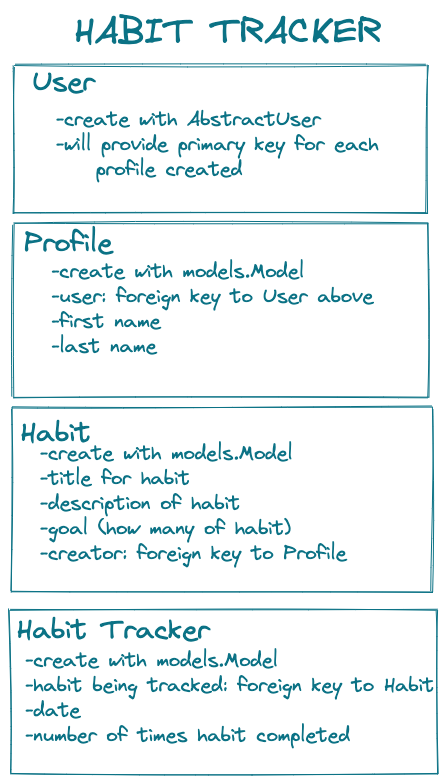 HABIT TRACKER
User
-create with AbstractUser
-will provide primary key for each
profile created
Profile
-create with models.Model
-user: foreign key to User above
-first name
-last name
Habit
-create with models.Model
-title for habit
-description of habit
-goal (how many of habit)
-creator: foreign key to Profile
Habit Tracker
-create with models.Model
-habit being tracked: foreign key to Habit
-date
-number of times habit completed